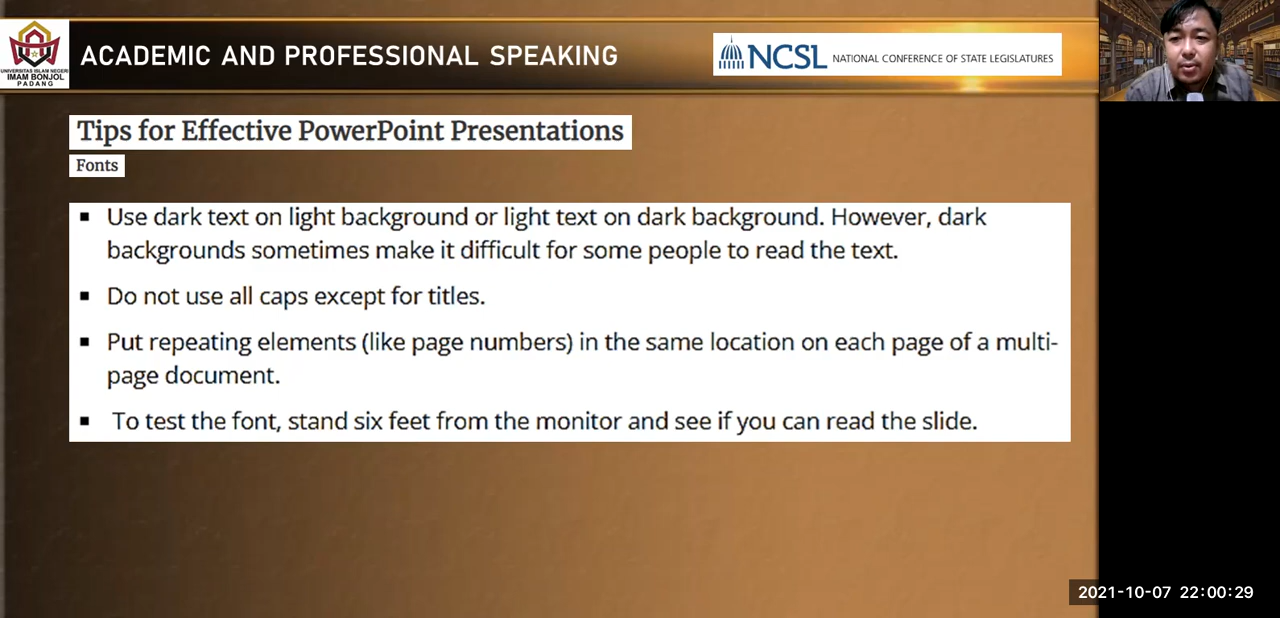 UNIVERSITAS ISLAM NEGERI
IMAM BONJOL
PADANG
ACADEMIC AND PROFESSIONAL SPEAKING
NCSL NATIONAL CONFERENCE OF STATE LEGISLATURES
Tips for Effective PowerPoint Presentations
Fonts
▪ Use dark text on light background or light text on dark background. However, dark
backgrounds sometimes make it difficult for some people to read the text.
▪ Do not use all caps except for titles.
▪ Put repeating elements (like page numbers) in the same location on each page of a multi-
page document.
▪ To test the font, stand six feet from the monitor and see if you can read the slide.
2021-10-07 22:00:29